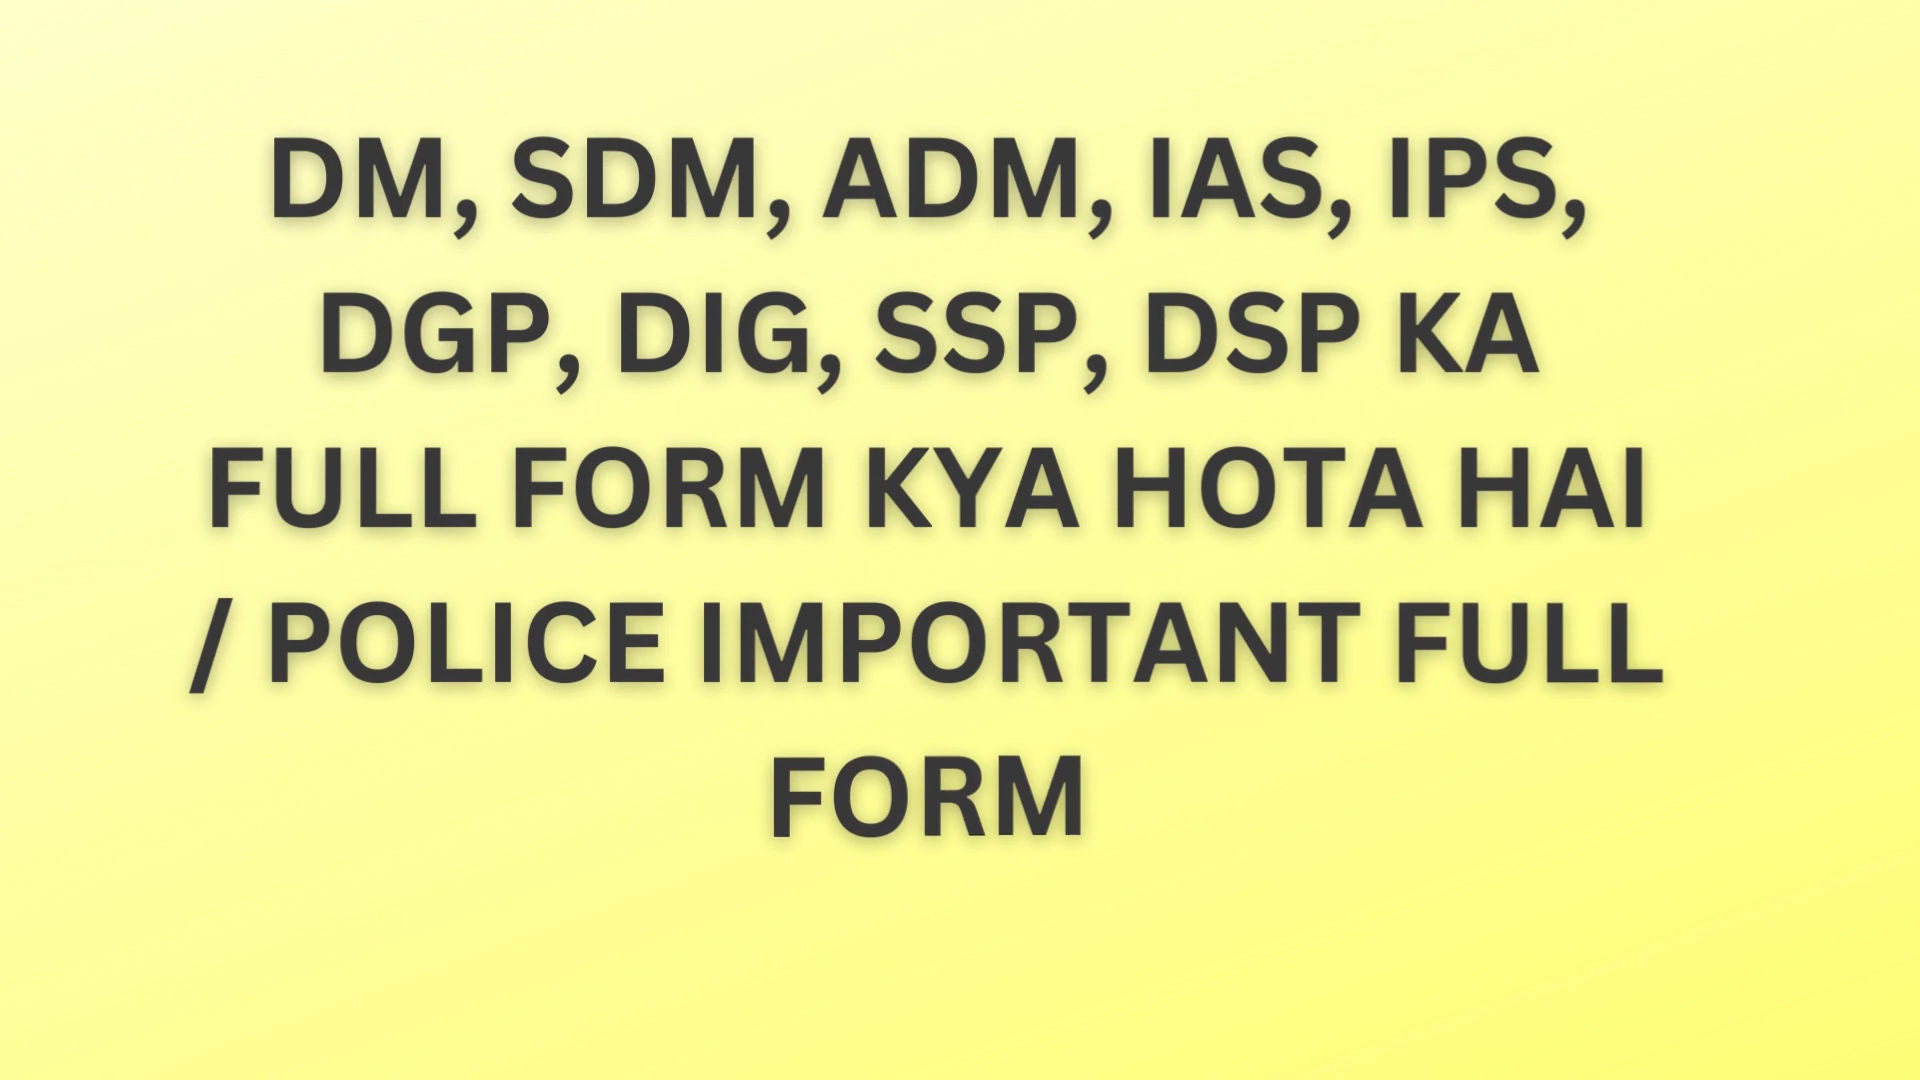 DM, SDM, ADM, IAS, IPS,
DGP, DIG, SSP, DSP KA
FULL FORM KYA HOTA HAI
/ POLICE IMPORTANT FULL
FORM